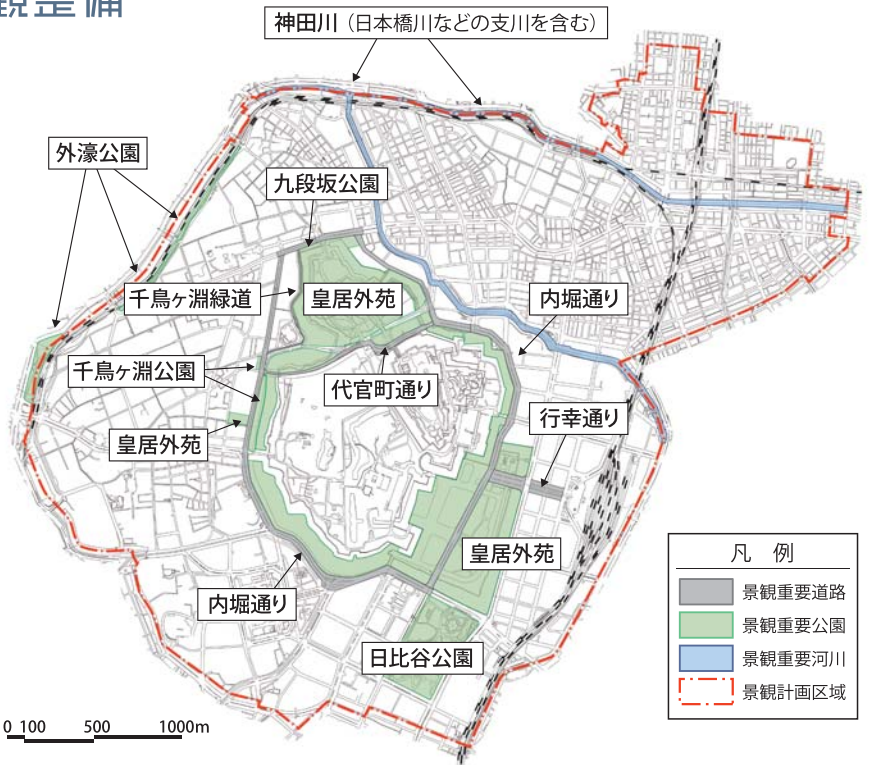 観整備
神田川（日本橋川などの支川を含む）
外濠公園
九段坂公園
千鳥ヶ淵緑道
皇居外苑
内堀通り
千鳥ヶ淵公園
代官町通り
皇居外苑
行幸通り
皇居外苑
内堀通り
日比谷公園
凡 例
景観重要道路
景観重要公園
景観重要河川
景観計画区域
0 100 500 1000m